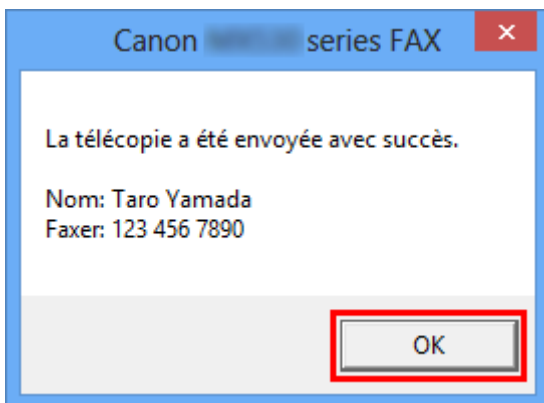 Canon series FAX
La télécopie a été envoyée avec succès.
Nom: Taro Yamada
Faxer: 123 456 7890
OK